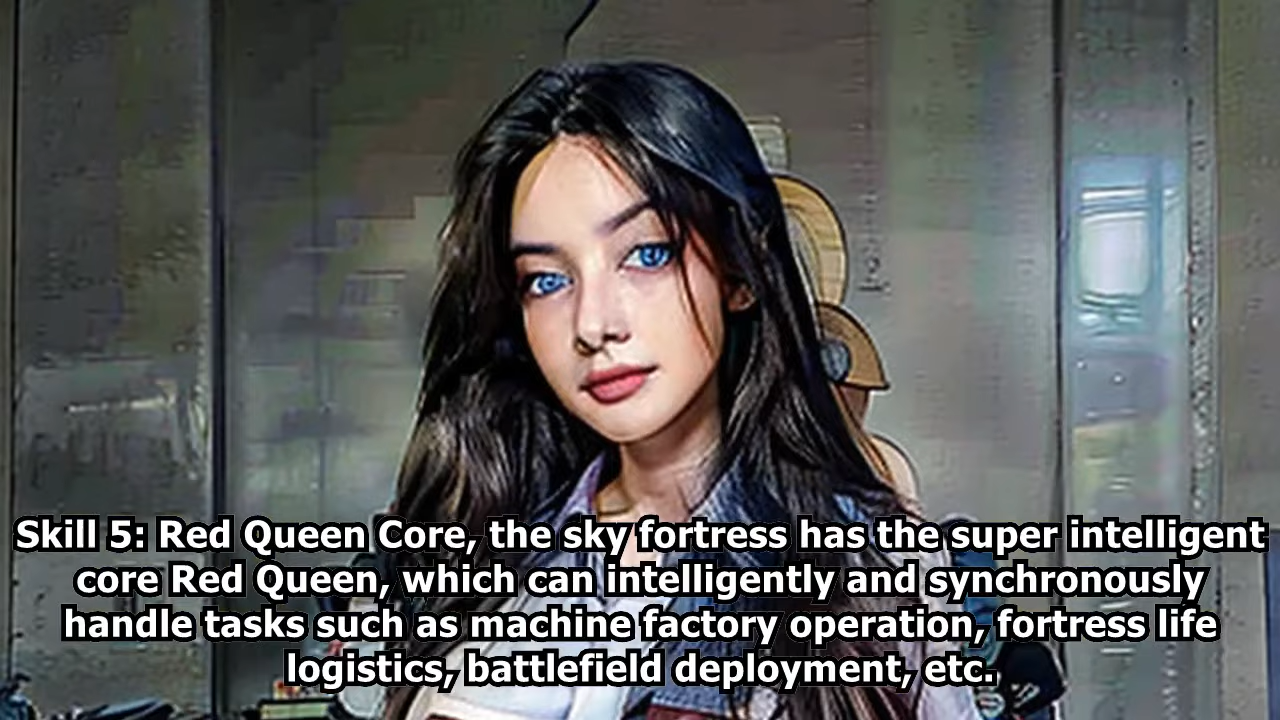 Skill 5: Red Queen Core, the sky fortress has the super intelligent
core Red Queen, which can intelligently and synchronously
handle tasks such as machine factory operation, fortress life
logistics, battlefield deployment, etc.